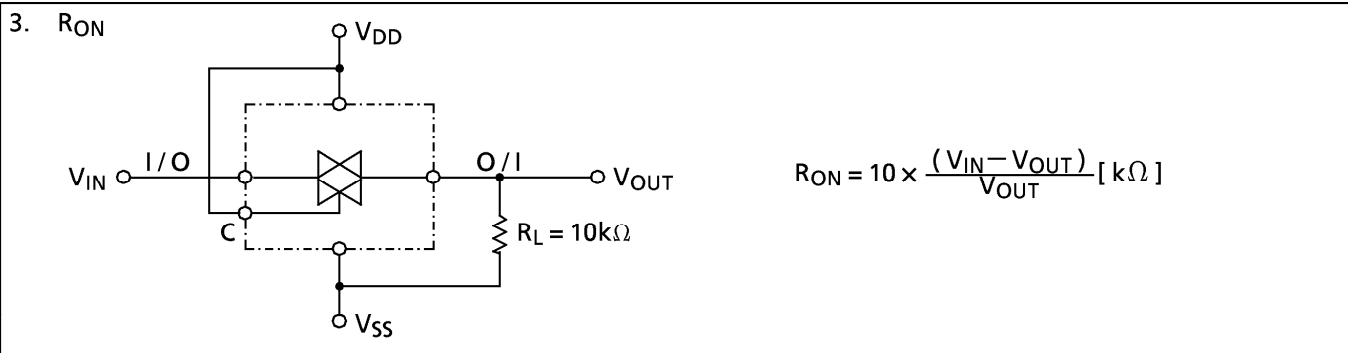 3. RON
VDD
I/O
O/I
VIN
VOUT
RON = 10 × (VIN − VOUT) / VOUT [kΩ]
C
RL = 10kΩ
VSS